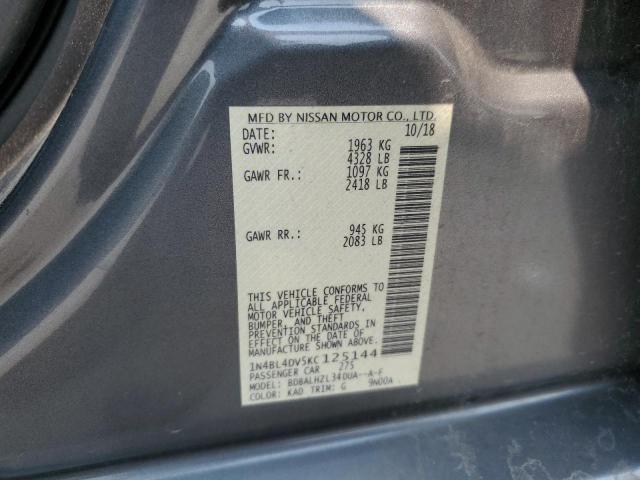 MFD BY NISSAN MOTOR CO., LTD.
DATE: 10/18
GVWR: 1963 KG
4328 LB
GAWR FR.: 1097 KG
2418 LB
GAWR RR.: 945 KG
2083 LB
THIS VEHICLE CONFORMS TO
ALL APPLICABLE FEDERAL
MOTOR VEHICLE SAFETY,
BUMPER, AND THEFT
PREVENTION STANDARDS IN
EFFECT ON THE DATE OF
MANUFACTURE SHOWN ABOVE.
1N4BL4DV5KC125144
PASSENGER CAR 275
MODEL: BDBALHZL34DUA--A-F
COLOR: KAD TRIM: G 9N00A